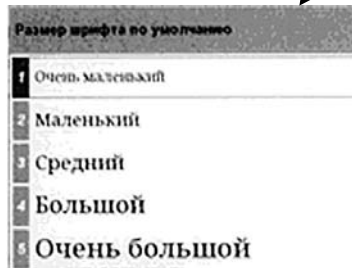 Размер шрифта по умолчанию
1 Очень маленький
2 Маленький
3 Средний
4 Большой
5 Очень большой